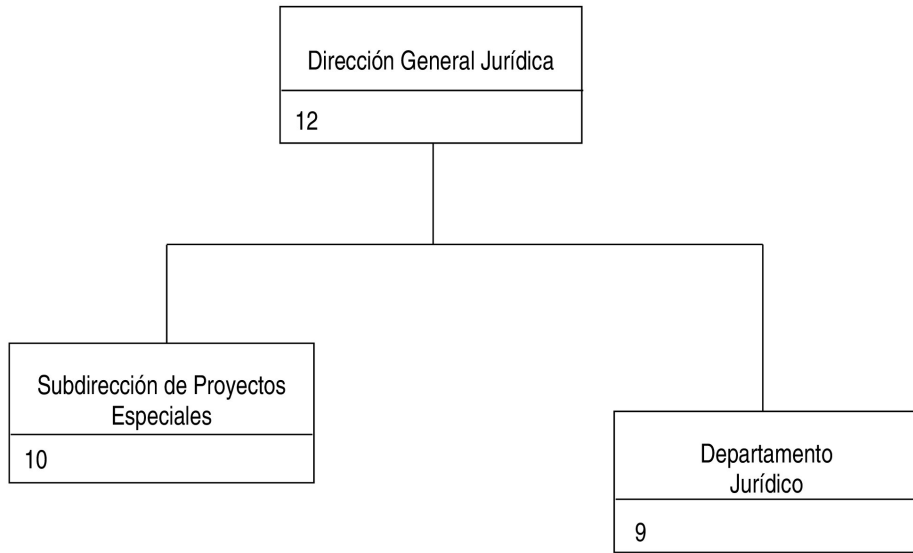 Dirección General Jurídica
12
Subdirección de Proyectos
Especiales
10
Departamento
Jurídico
9